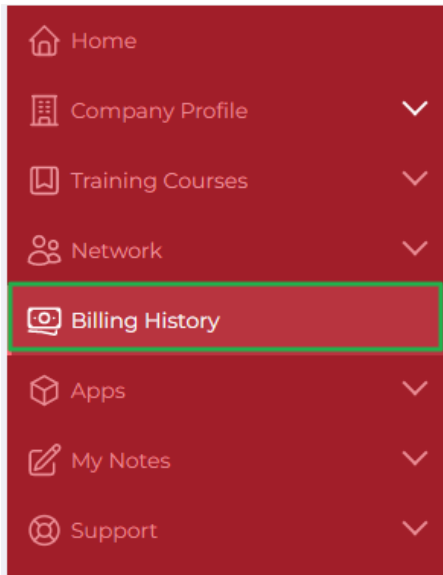 Home
Company Profile
Training Courses
Network
Billing History
Apps
My Notes
Support